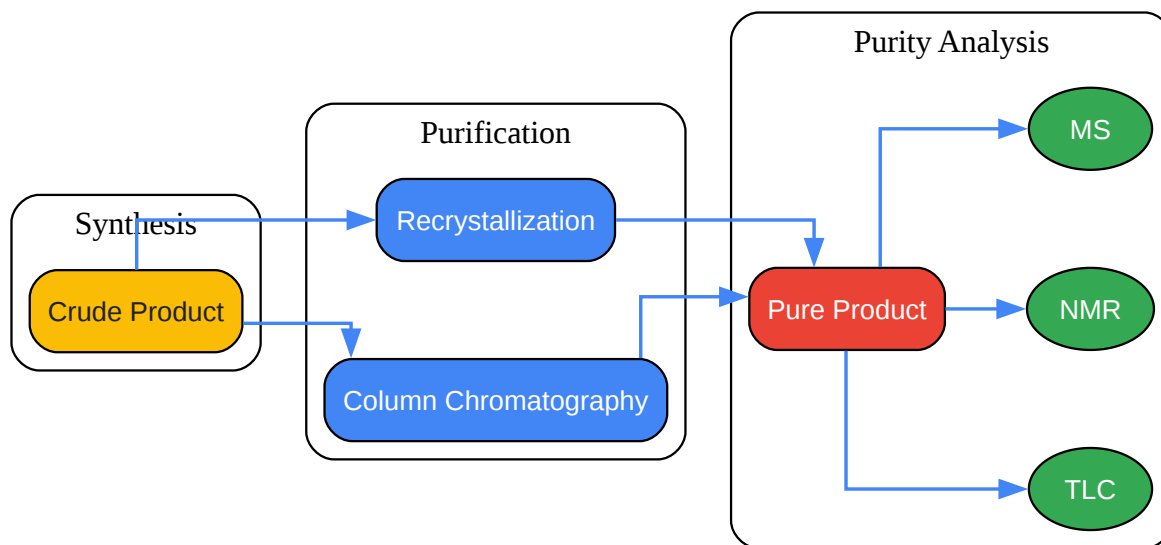 Synthesis
Crude Product
Purification
Recrystallization
Column Chromatography
Purity Analysis
Pure Product
MS
NMR
TLC